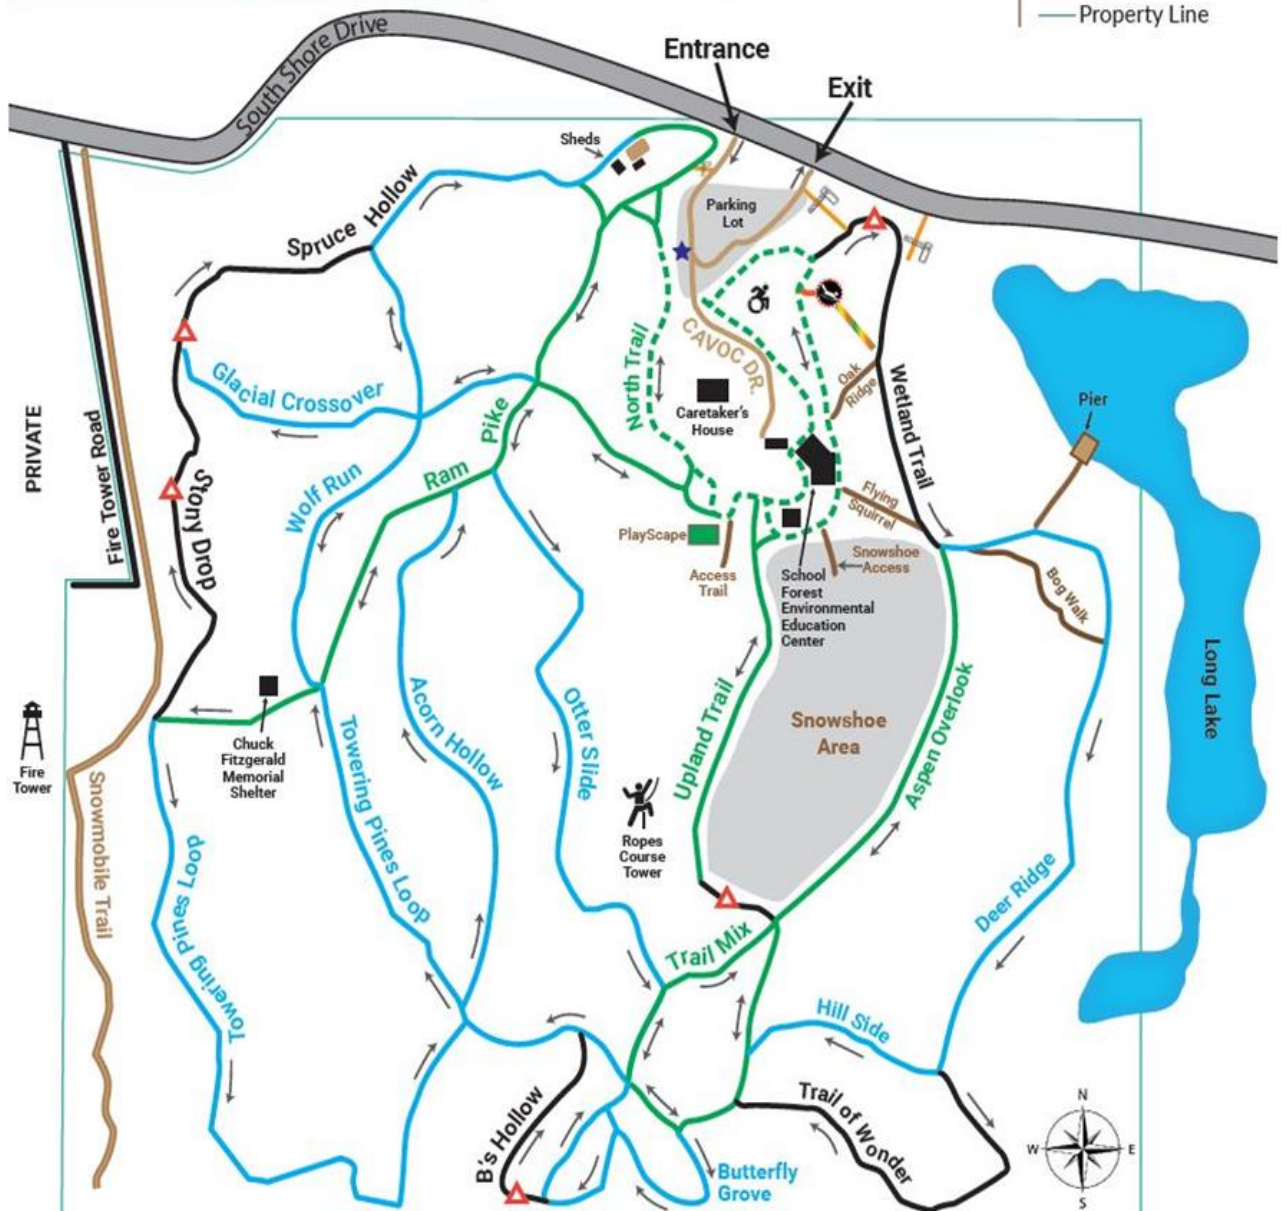 Property Line
South Shore Drive
Entrance
Exit
Sheds
Parking
Lot
Spruce Hollow
Glacial Crossover
North Trail
CAVOC DR.
Oak
Ridge
Wetland Trail
Caretaker's
House
Pier
PRIVATE
Fire Tower Road
Pike
Ram
Wolf Run
Stony Drop
Flying
Squirrel
PlayScape
Access
Trail
Snowshoe
Access
School
Forest
Environmental
Education
Center
Bog Walk
Long Lake
Acorn Hollow
Otter Slide
Upland Trail
Snowshoe
Area
Aspen Overlook
Fire
Tower
Chuck
Fitzgerald
Memorial
Shelter
Towering Pines Loop
Snowmobile Trail
Towering Pines Loop
Ropes
Course
Tower
Deer Ridge
Trail Mix
Hill Side
Trail of Wonder
B's Hollow
Butterfly
Grove
N
W
E
S